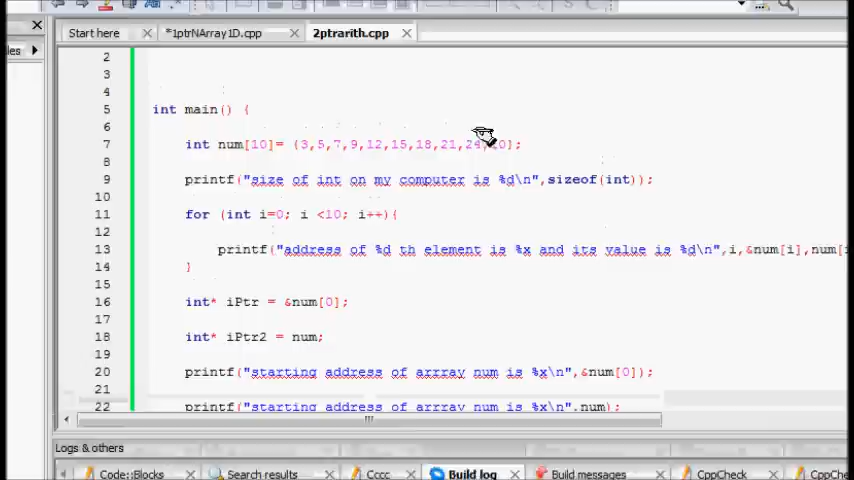 Start here
*1ptrNArray1D.cpp
2ptrarith.cpp
les
2
3
4
5 int main() {
6
7 int num[10]= {3,5,7,9,12,15,18,21,24,
8
9 printf("size of int on my computer is %d\n",sizeof(int));
10
11 for (int i=0; i <10; i++){
12
13 printf("address of %d th element is %x and its value is %d\n",i,&num[i],num[i
14 }
15
16 int* iPtr = &num[0];
17
18 int* iPtr2 = num;
19
20 printf("starting address of arrray num is %x\n",&num[0]);
21
22 printf("starting address of arrray num is %x\n",num);
Logs & others
Code::Blocks
Search results
Cccc
Build log
Build messages
CppCheck
CppChe